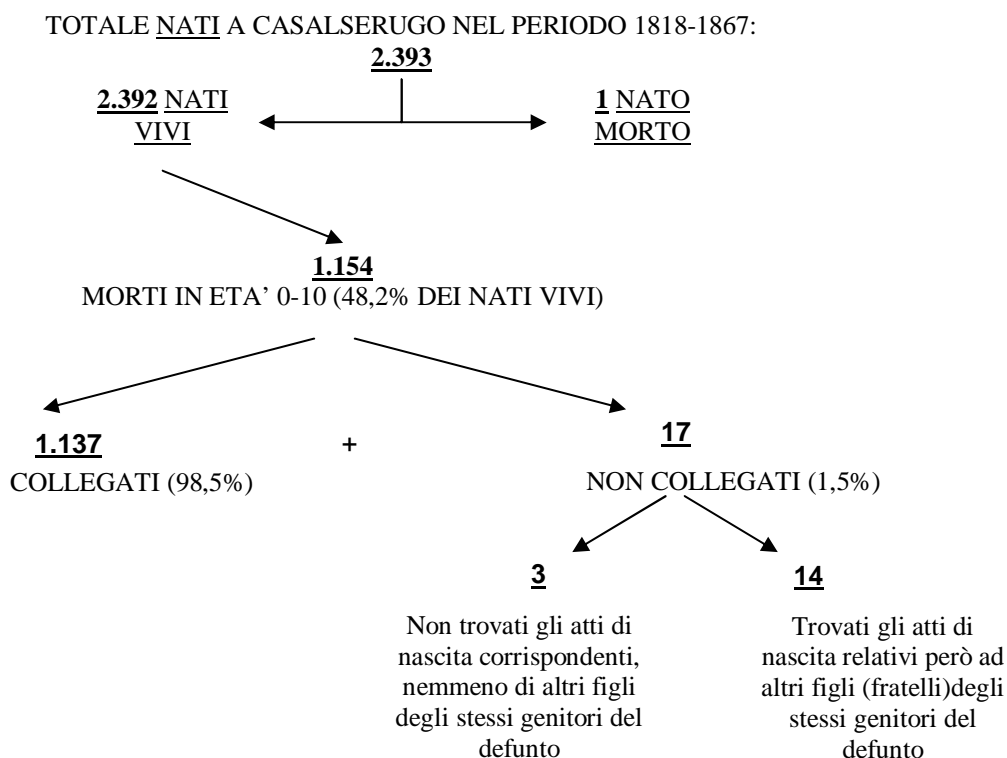 TOTALE NATI A CASALSERUGO NEL PERIODO 1818-1867:
2.393
2.392 NATI
VIVI
1 NATO
MORTO
1.154
MORTI IN ETA’ 0-10 (48,2% DEI NATI VIVI)
1.137
+
17
COLLEGATI (98,5%)
NON COLLEGATI (1,5%)
3
Non trovati gli atti di
nascita corrispondenti,
nemmeno di altri figli
degli stessi genitori del
defunto
14
Trovati gli atti di
nascita relativi però ad
altri figli (fratelli)degli
stessi genitori del
defunto